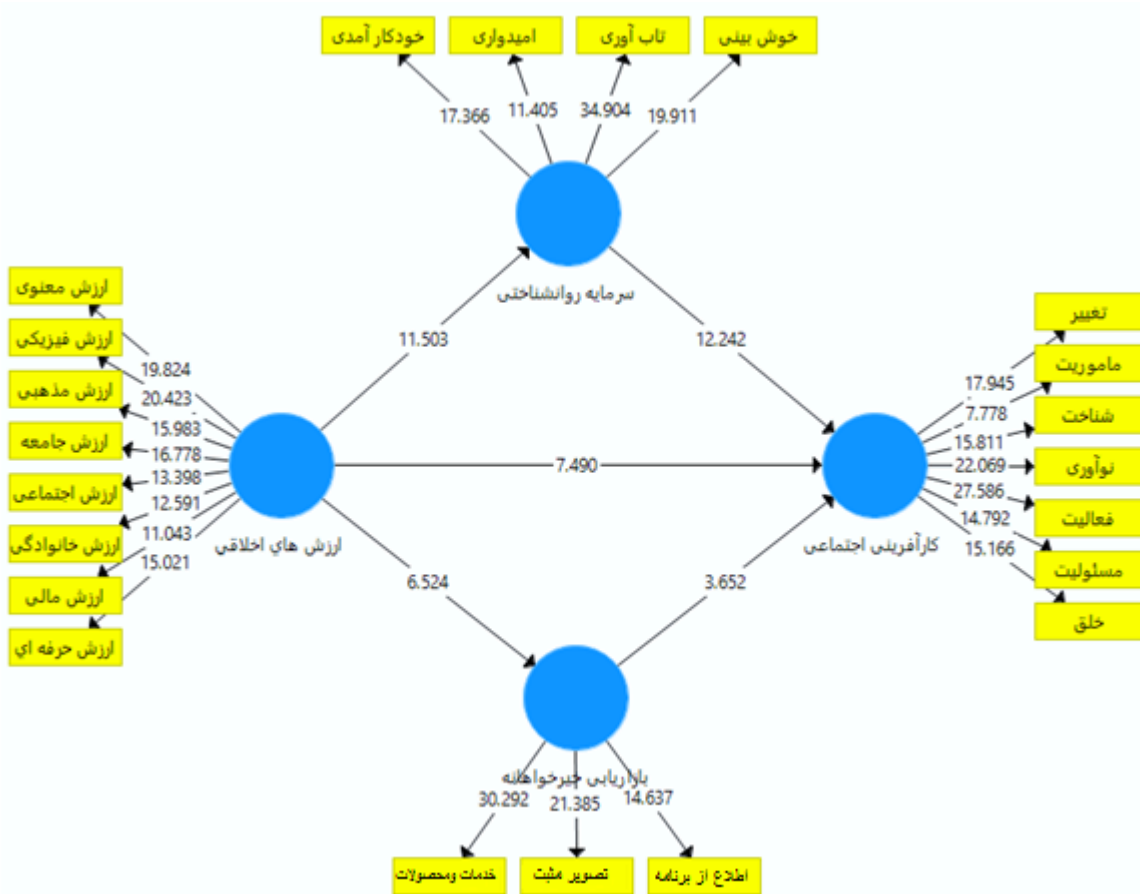 خودکار آمدی
امیدواری
تاب آوری
خوش بینی
17.366
11.405
34.904
19.911
سرمایه روانشناختی
ارزش معنوی
ارزش فیزیکی
ارزش مذهبی
ارزش جامعه
ارزش اجتماعی
ارزش خانوادگی
ارزش مالی
ارزش حرفه اي
19.824
20.423
15.983
16.778
13.398
12.591
11.043
15.021
ارزش هاي اخلاقی
11.503
12.242
7.490
6.524
3.652
تغییر
ماموریت
شناخت
نوآوری
فعالیت
مسئولیت
خلق
17.945
7.778
15.811
22.069
27.586
14.792
15.166
کارآفرینی اجتماعی
بازاریابی خیرخواهانه
30.292
21.385
14.637
خدمات ومحصولات
تصویر مثبت
اطلاع از برنامه